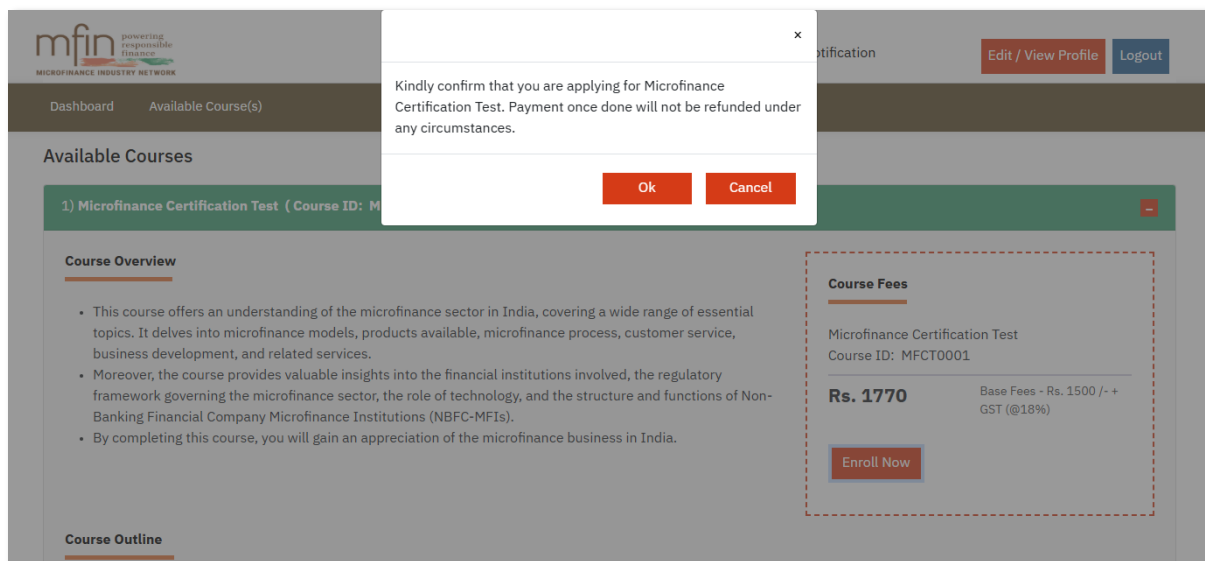 mfin powering
responsible
finance
MICROFINANCE INDUSTRY NETWORK
×
Edit / View Profile Logout
Dashboard Available Course(s)
Kindly confirm that you are applying for Microfinance
Certification Test. Payment once done will not be refunded under
any circumstances.
Ok Cancel
Available Courses
1) Microfinance Certification Test ( Course ID:
–
Course Overview
• This course offers an understanding of the microfinance sector in India, covering a wide range of essential
topics. It delves into microfinance models, products available, microfinance process, customer service,
business development, and related services.
• Moreover, the course provides valuable insights into the financial institutions involved, the regulatory
framework governing the microfinance sector, the role of technology, and the structure and functions of Non-
Banking Financial Company Microfinance Institutions (NBFC-MFIs).
• By completing this course, you will gain an appreciation of the microfinance business in India.
Course Fees
Microfinance Certification Test
Course ID: MFCT0001
Rs. 1770 Base Fees - Rs. 1500 /- +
GST (@18%)
Enroll Now
Course Outline